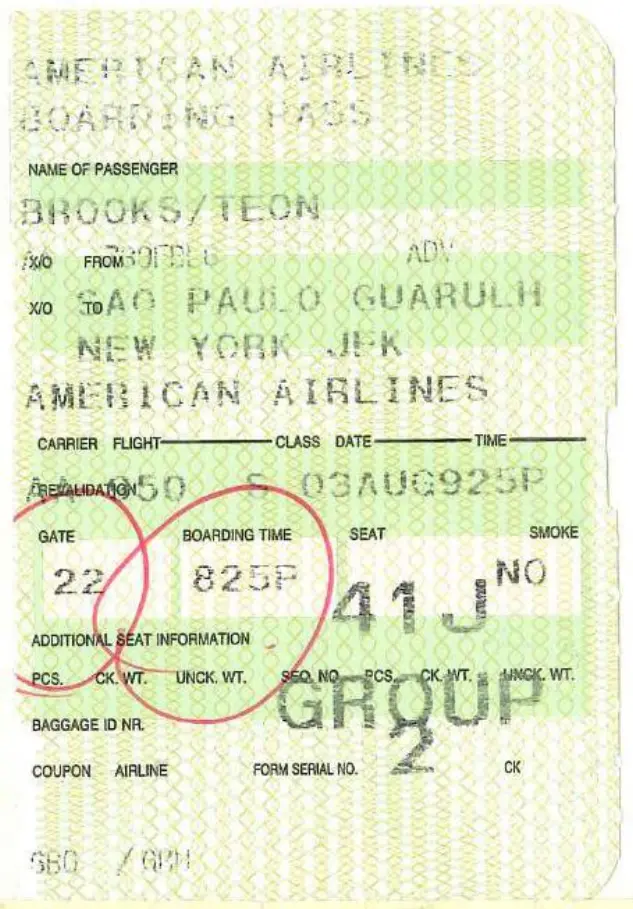 AMERICAN AIRLINES
BOARDING PASS
NAME OF PASSENGER
BROOKS/TEON
X/O FROM ADV
X/O TO SAO PAULO GUARULH
NEW YORK JFK
AMERICAN AIRLINES
CARRIER FLIGHT CLASS DATE TIME
REVALIDATION
AA 950 S 03AUG925P
GATE BOARDING TIME SEAT SMOKE
22 825P 41J NO
ADDITIONAL SEAT INFORMATION
PCS. CK. WT. UNCK. WT. SEQ. NO. PCS. CK. WT. UNCK. WT.
GROUP
2
BAGGAGE ID NR.
COUPON AIRLINE FORM SERIAL NO. CK